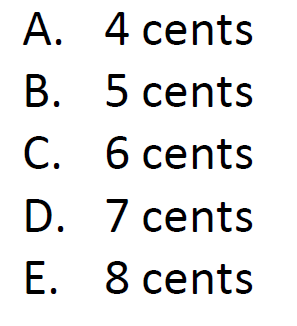 A. 4 cents
B. 5 cents
C. 6 cents
D. 7 cents
E. 8 cents